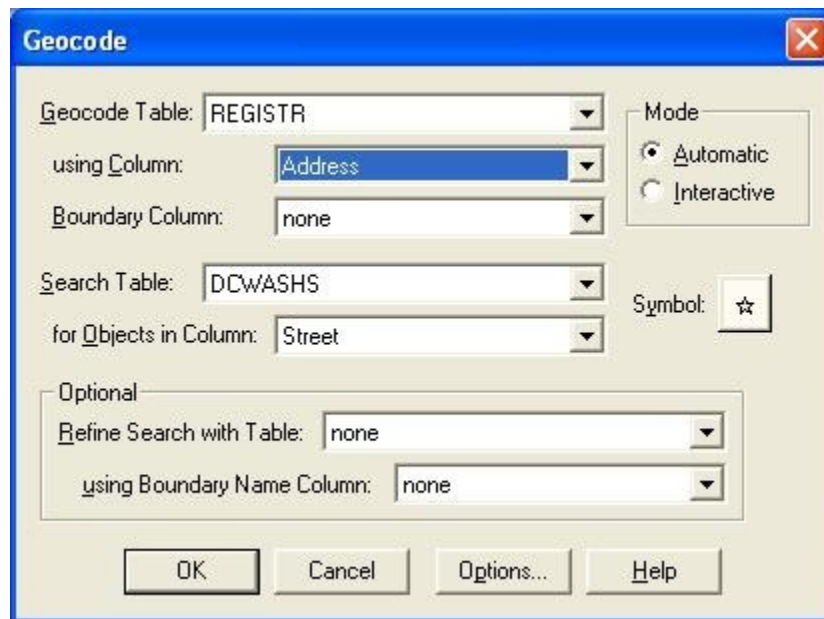 Geocode
Geocode Table: REGISTR
using Column: Address
Boundary Column: none
Mode
Automatic
Interactive
Search Table: DCWASHS
for Objects in Column: Street
Symbol:
Optional
Refine Search with Table: none
using Boundary Name Column: none
OK Cancel Options... Help